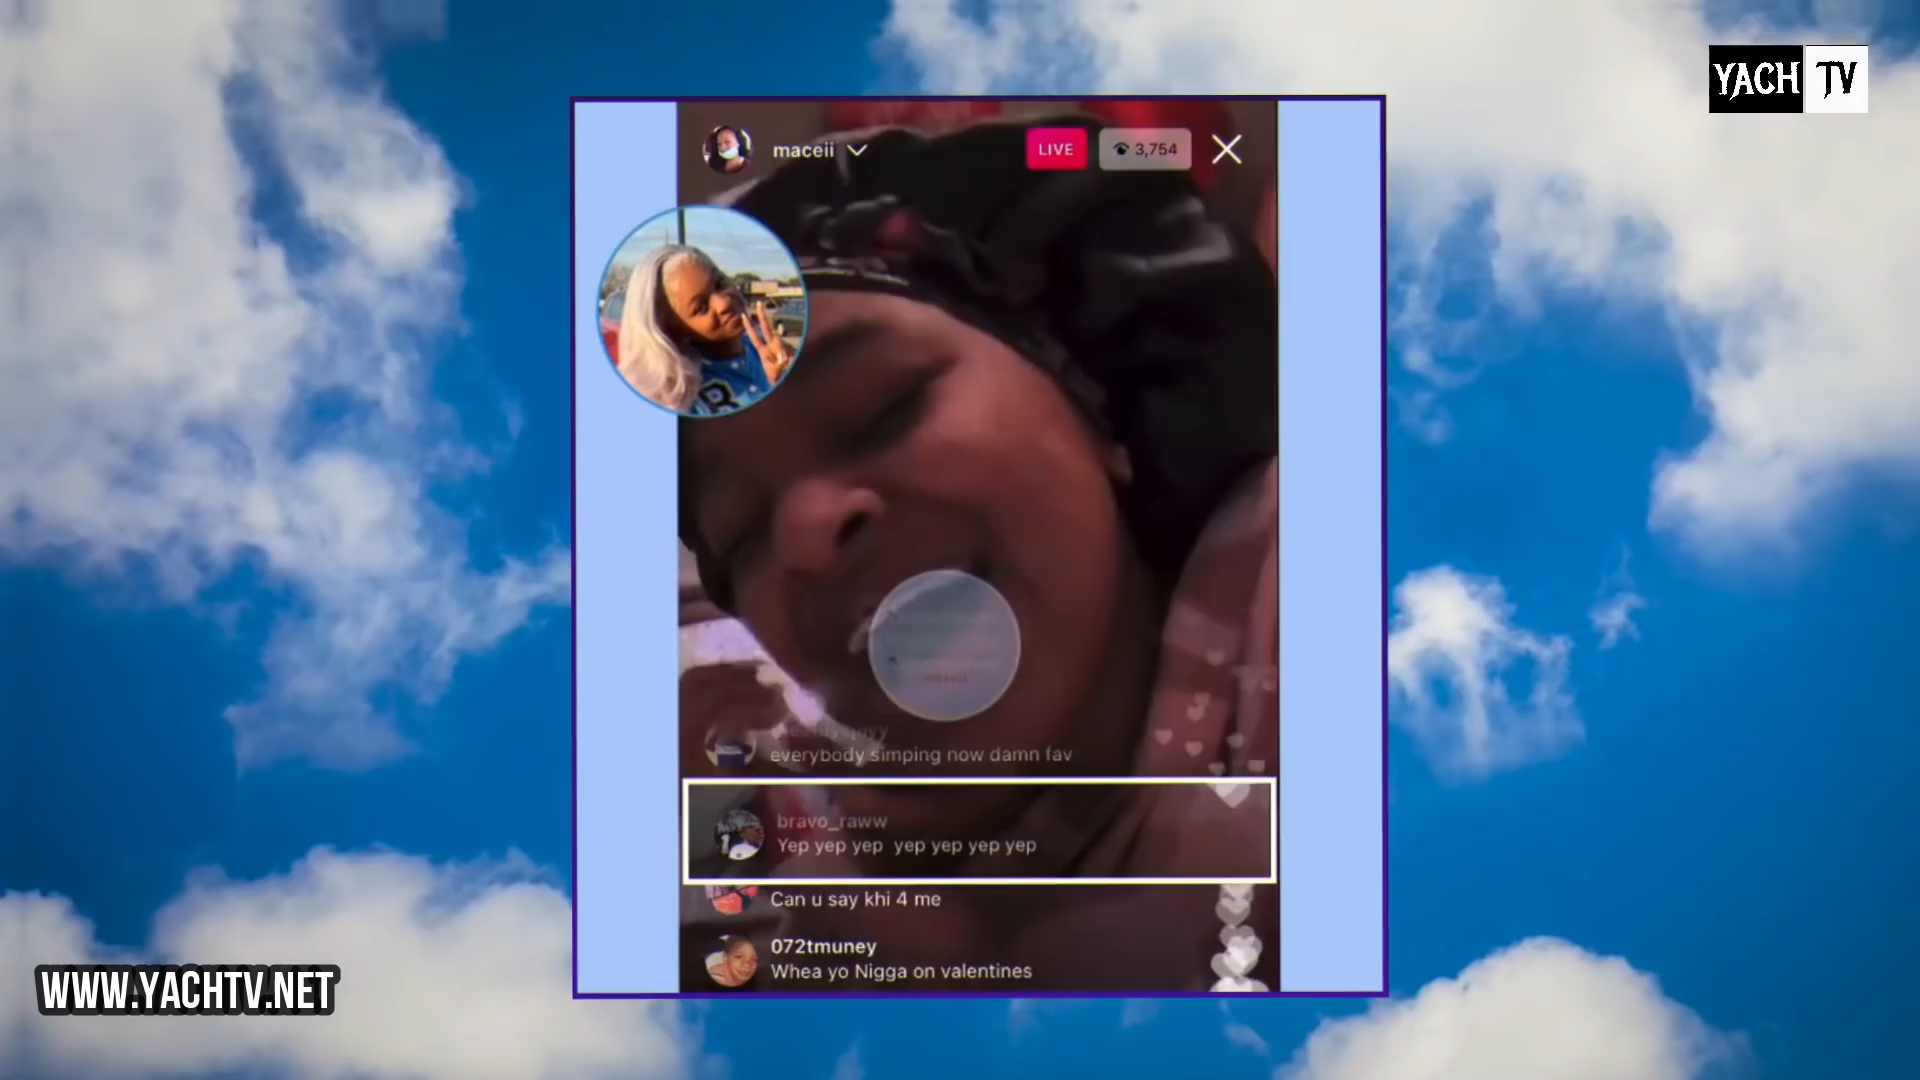 YACH TV
maceii
LIVE
3,754
everybody simping now damn fav
bravo_raww
Yep yep yep yep yep yep yep
Can u say khi 4 me
072tmuney
Whea yo Nigga on valentines
WWW.YACHTV.NET